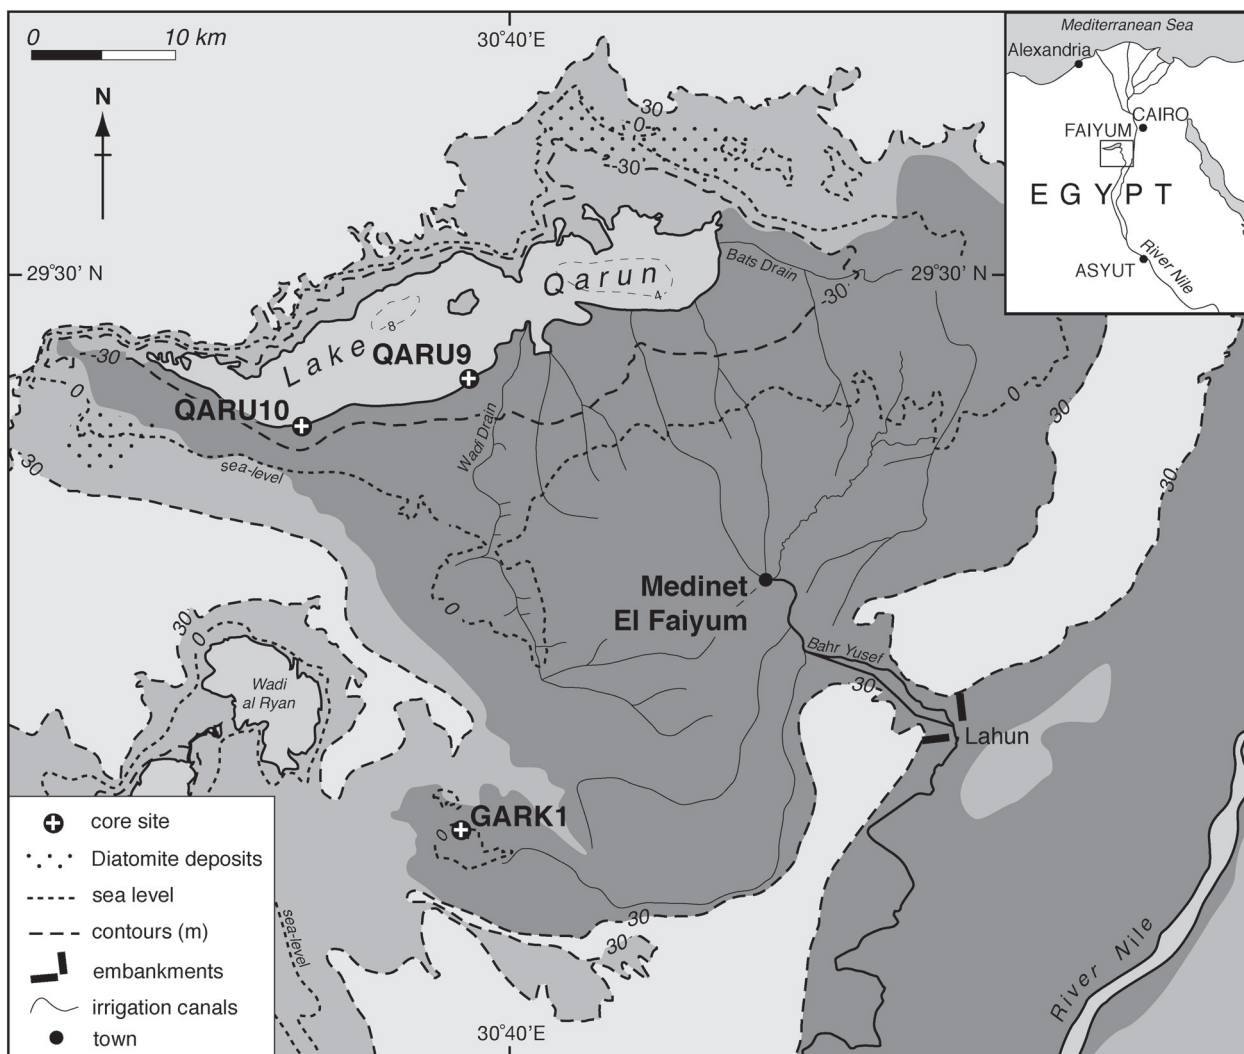 0 10 km
30°40'E
N
Mediterranean Sea
Alexandria
CAIRO
FAIYUM
EGYPT
River Nile
ASYUT
30
0
-30
29°30' N
29°30' N
Lake Qarun
4
8
Bats Drain
-30
-30
0
QARU9
QARU10
Wadi Drain
sea-level
0
30
30
30
0
Medinet
El Faiyum
Bahr Yusef
30
Lahun
30
0
Wadi
al Ryan
GARK1
0
30
30
sea-level
River Nile
30°40'E
core site
Diatomite deposits
sea level
contours (m)
embankments
irrigation canals
town